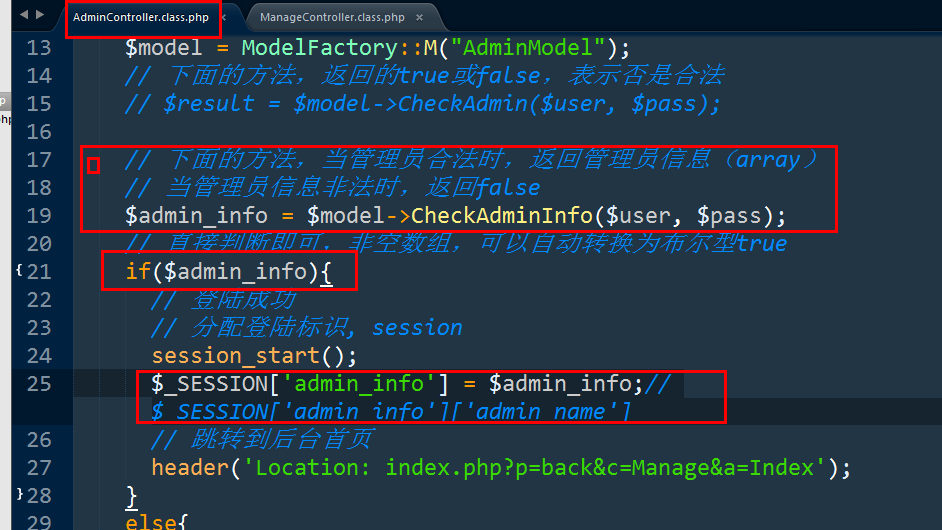 AdminController.class.php × ManageController.class.php ×
13 $model = ModelFactory::M("AdminModel");
14 // 下面的方法，返回的true或false，表示否是合法
15 // $result = $model->CheckAdmin($user, $pass);
16
17 // 下面的方法，当管理员合法时，返回管理员信息（array）
18 // 当管理员信息非法时，返回false
19 $admin_info = $model->CheckAdminInfo($user, $pass);
20 // 直接判断即可，非空数组，可以自动转换为布尔型true
{ 21 if($admin_info){
22 // 登陆成功
23 // 分配登陆标识, session
24 session_start();
25 $_SESSION['admin_info'] = $admin_info;//
$_SESSION['admin_info']['admin_name']
26 // 跳转到后台首页
27 header('Location: index.php?p=back&c=Manage&a=Index');
} 28 }
29 else{